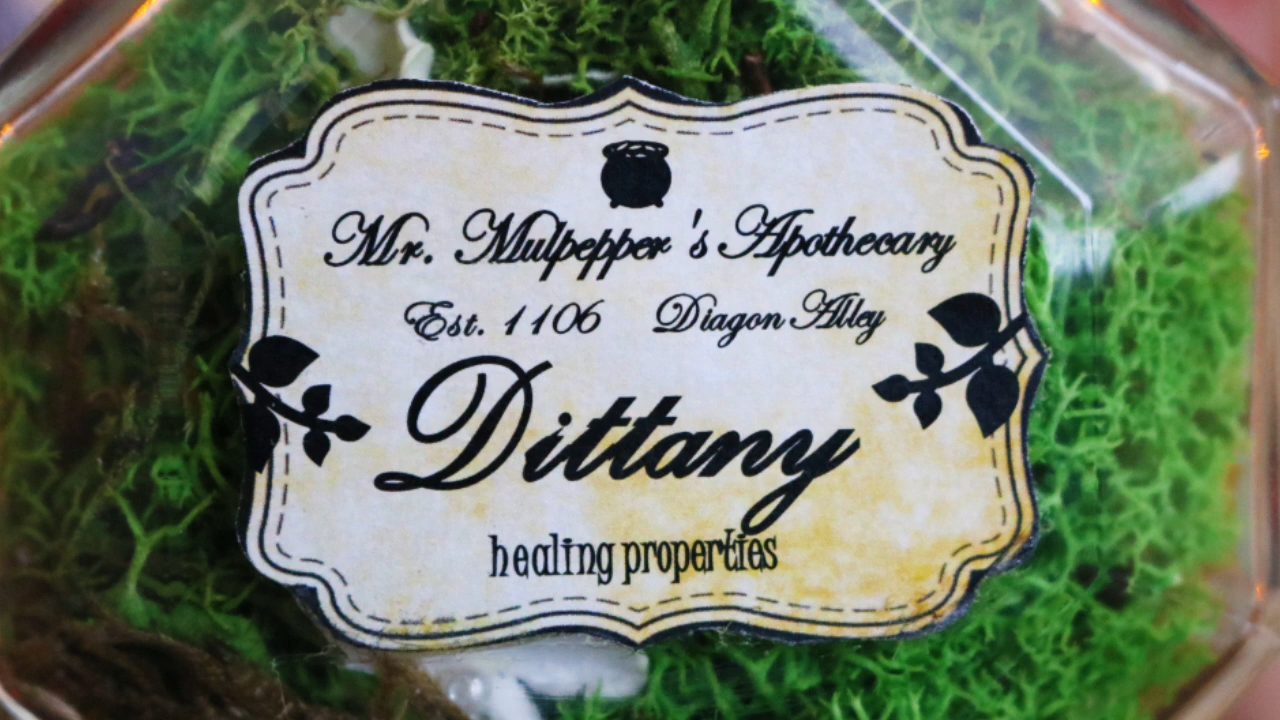 Mr. Mulpepper's Apothecary
Est. 1106 Diagon Alley
Dittany
healing properties